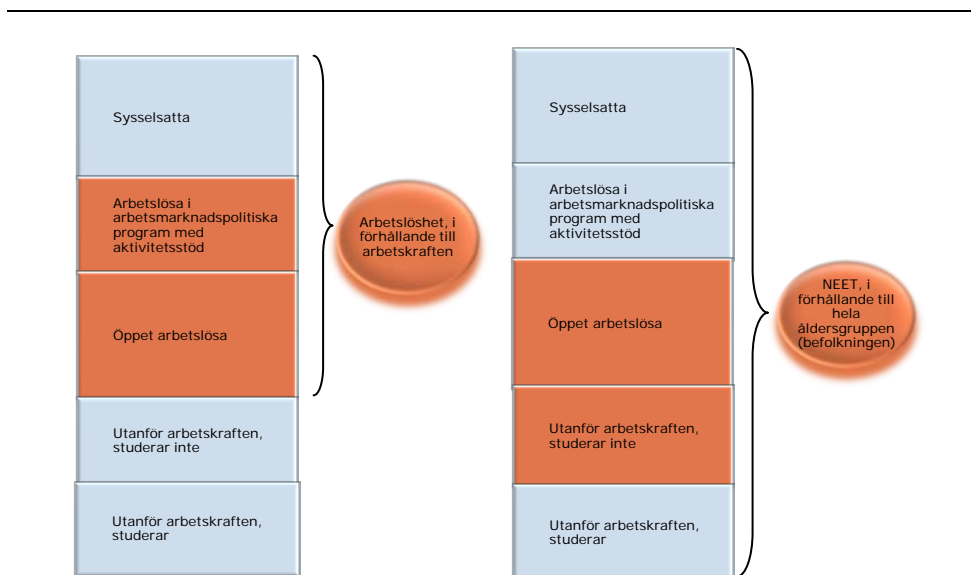 Sysselsatta
Arbetslösa i
arbetsmarknadspolitiska
program med
aktivitetsstöd
Öppet arbetslösa
Utanför arbetskraften,
studerar inte
Utanför arbetskraften,
studerar
Arbetslöshet, i
förhållande till
arbetskraften
Sysselsatta
Arbetslösa i
arbetsmarknadspolitiska
program med
aktivitetsstöd
Öppet arbetslösa
Utanför arbetskraften,
studerar inte
Utanför arbetskraften,
studerar
NEET, i
förhållande till
hela
åldersgruppen
(befolkningen)